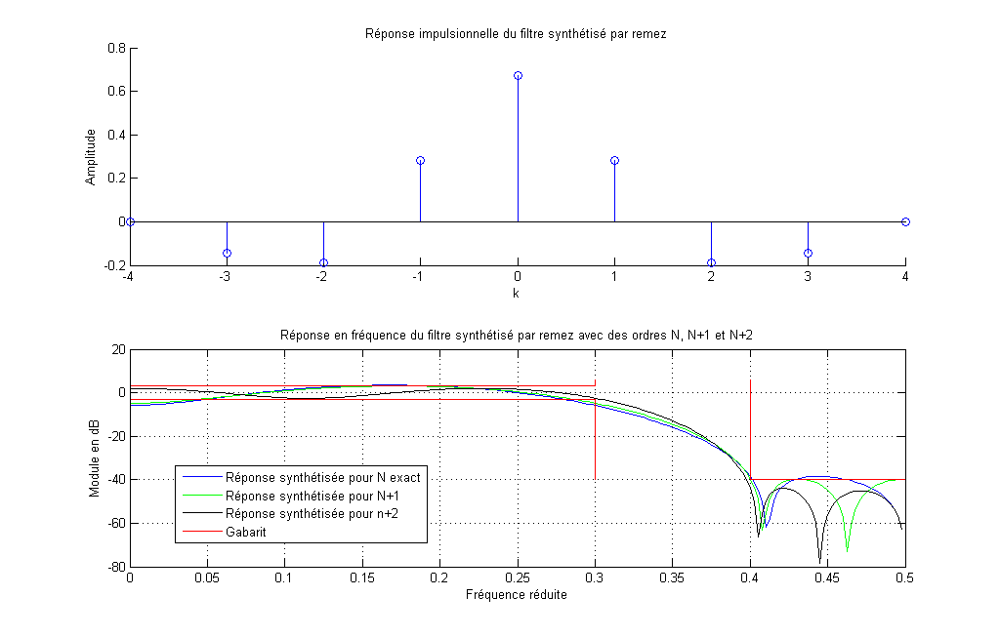 Réponse impulsionnelle du filtre synthétisé par remez
0.8
0.6
0.4
0.2
0
-0.2
Amplitude
-4 -3 -2 -1 0 1 2 3 4
k
Réponse en fréquence du filtre synthétisé par remez avec des ordres N, N+1 et N+2
20
0
-20
-40
-60
-80
Module en dB
Réponse synthétisée pour N exact
Réponse synthétisée pour N+1
Réponse synthétisée pour n+2
Gabarit
0 0.05 0.1 0.15 0.2 0.25 0.3 0.35 0.4 0.45 0.5
Fréquence réduite